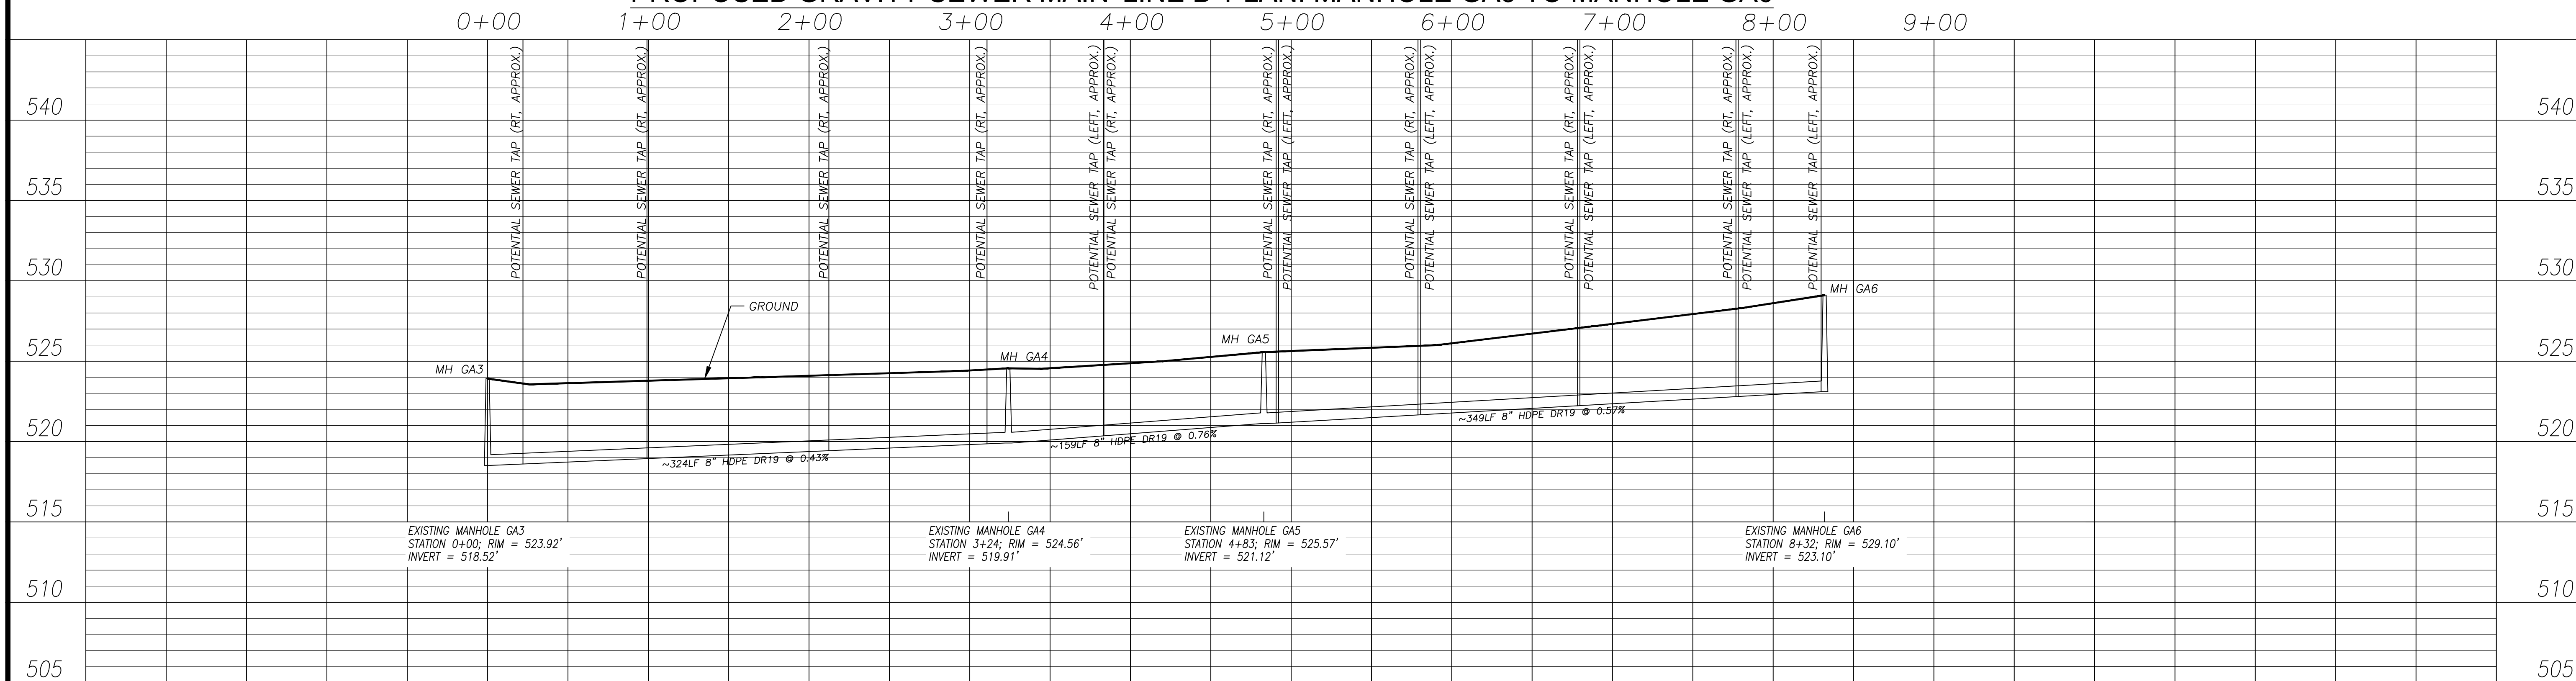 PROPOSED GRAVITY SEWER MAIN PLAN: MANHOLE TO MANHOLE
0+00 1+00 2+00 3+00 4+00 5+00 6+00 7+00 8+00 9+00
POTENTIAL SEWER TAP (RT, APPROX.)
POTENTIAL SEWER TAP (RT, APPROX.)
POTENTIAL SEWER TAP (RT, APPROX.)
POTENTIAL SEWER TAP (RT, APPROX.)
POTENTIAL SEWER TAP (LEFT, APPROX.)
POTENTIAL SEWER TAP (RT, APPROX.)
POTENTIAL SEWER TAP (RT, APPROX.)
POTENTIAL SEWER TAP (LEFT, APPROX.)
POTENTIAL SEWER TAP (RT, APPROX.)
POTENTIAL SEWER TAP (LEFT, APPROX.)
POTENTIAL SEWER TAP (RT, APPROX.)
POTENTIAL SEWER TAP (LEFT, APPROX.)
POTENTIAL SEWER TAP (RT, APPROX.)
POTENTIAL SEWER TAP (LEFT, APPROX.)
POTENTIAL SEWER TAP (LEFT, APPROX.)
540 540
535 535
530 530
MH GA6
GROUND
525 525
MH GA5
MH GA4
MH GA3
520 520
~349LF 8" HDPE DR19 @ 0.57%
~159LF 8" HDPE DR19 @ 0.76%
~324LF 8" HDPE DR19 @ 0.43%
515 515
EXISTING MANHOLE GA3
STATION 0+00; RIM = 523.92'
INVERT = 518.52'
EXISTING MANHOLE GA4
STATION 3+24; RIM = 524.56'
INVERT = 519.91'
EXISTING MANHOLE GA5
STATION 4+83; RIM = 525.57'
INVERT = 521.12'
EXISTING MANHOLE GA6
STATION 8+32; RIM = 529.10'
INVERT = 523.10'
510 510
505 505